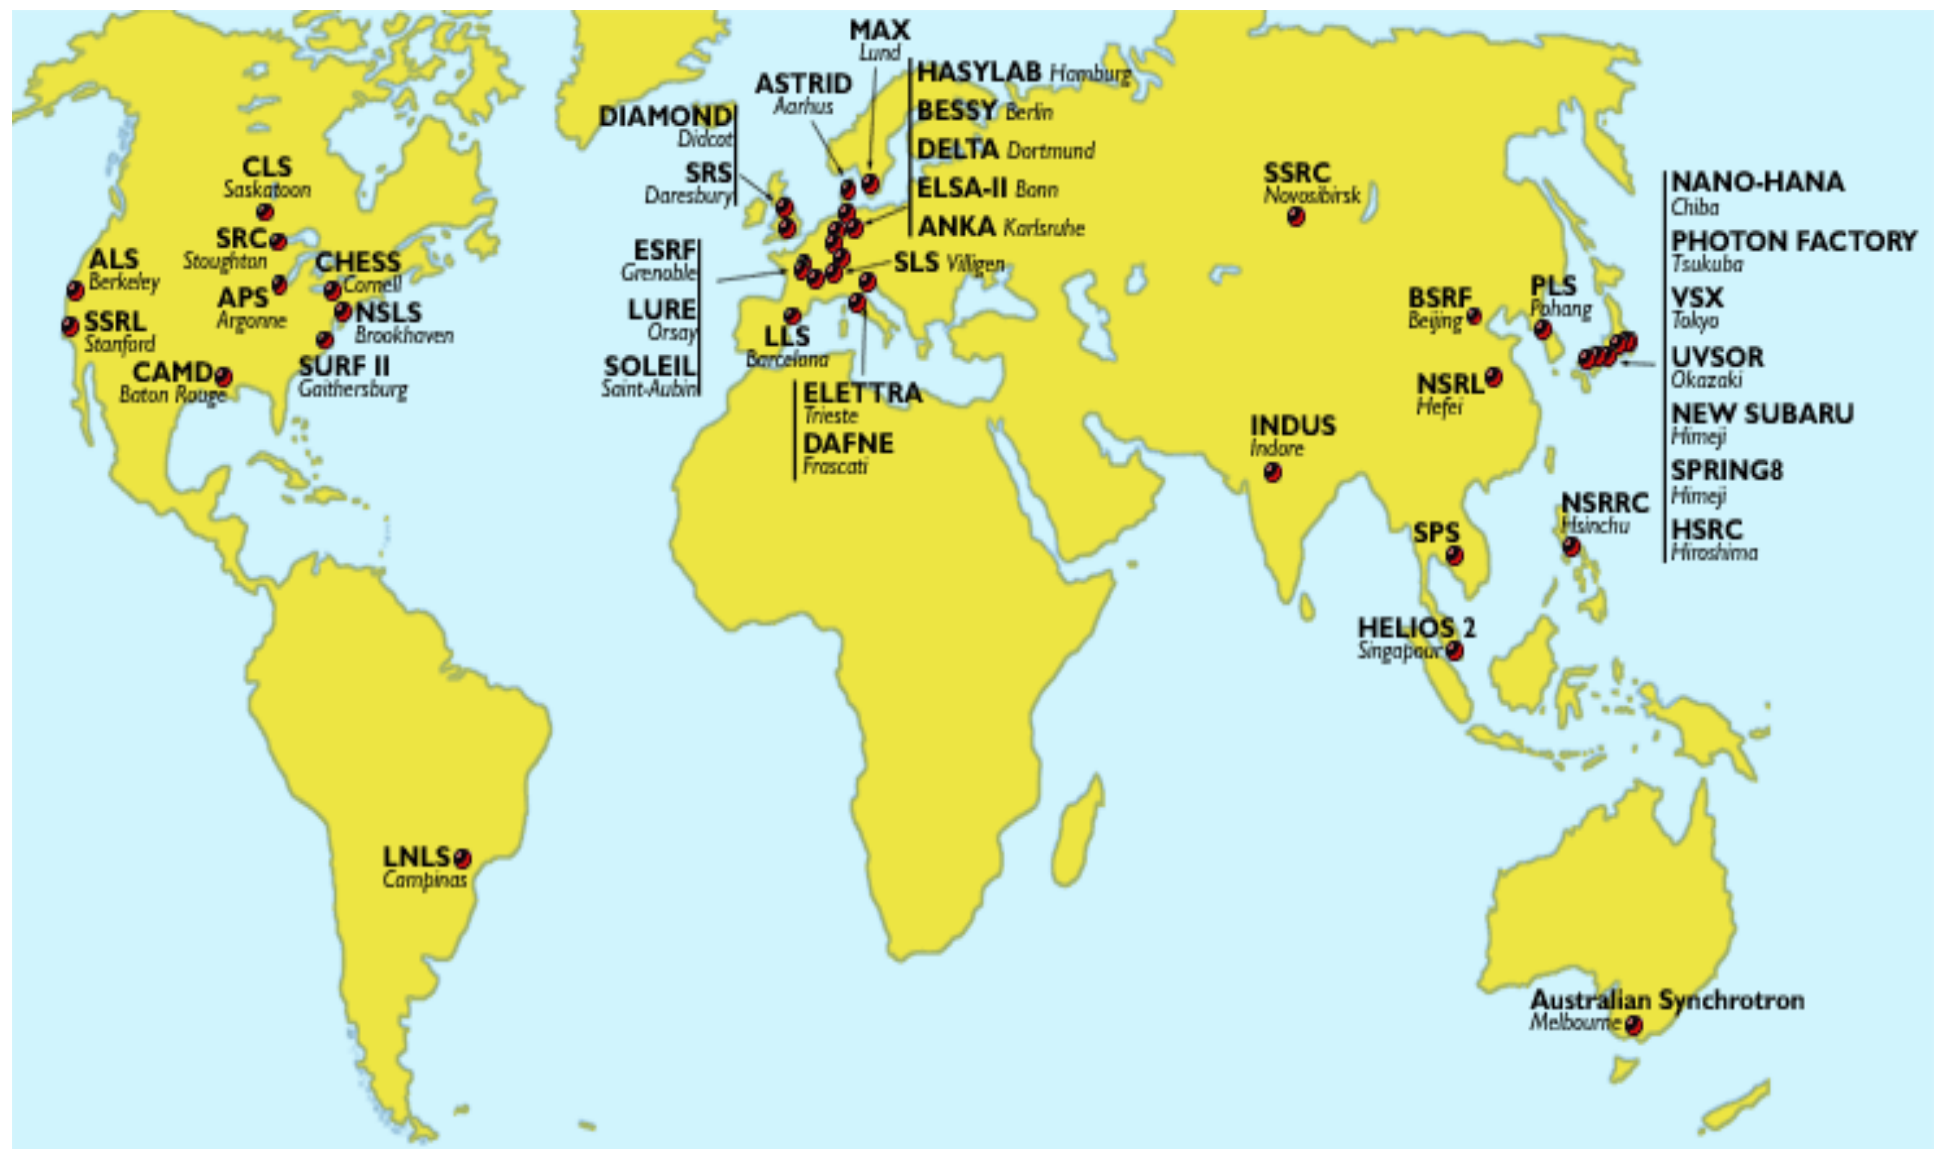 MAX
Lund
ASTRID
Aarhus
HASYLAB Hamburg
BESSY Berlin
DELTA Dortmund
ELSA-II Bonn
ANKA Karlsruhe
DIAMOND
Didcot
SRS
Daresbury
CLS
Saskatoon
SRC
Stoughton
ALS
Berkeley
CHESS
Cornell
APS
Argonne
SSRL
Stanford
NSLS
Brookhaven
CAMD
Baton Rouge
SURF II
Gaithersburg
ESRF
Grenoble
LURE
Orsay
SOLEIL
Saint-Aubin
SLS Villigen
LLS
Barcelona
ELETTRA
Trieste
DAFNE
Frascati
SSRC
Novosibirsk
BSRF
Beijing
PLS
Pohang
NSRL
Hefei
INDUS
Indore
NANO-HANA
Chiba
PHOTON FACTORY
Tsukuba
VSX
Tokyo
UVSOR
Okazaki
NEW SUBARU
Himeji
SPRING8
Himeji
HSRC
Hiroshima
NSRRC
Hsinchu
SPS
HELIOS 2
Singapour
LNLS
Campinas
Australian Synchrotron
Melbourne